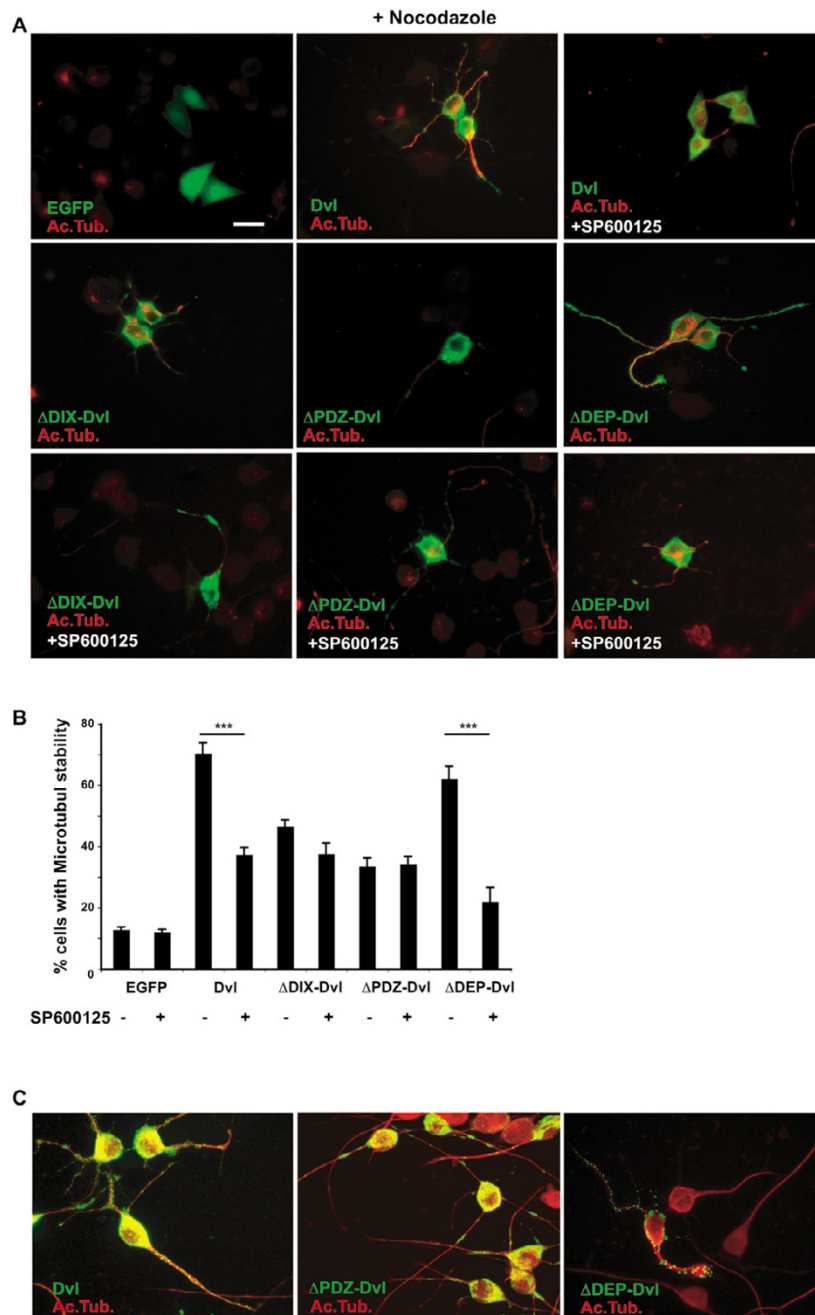 + Nocodazole
A
EGFP
Ac.Tub.
Dvl
Ac.Tub.
Dvl
Ac.Tub.
+SP600125
ΔDIX-Dvl
Ac.Tub.
ΔPDZ-Dvl
Ac.Tub.
ΔDEP-Dvl
Ac.Tub.
ΔDIX-Dvl
Ac.Tub.
+SP600125
ΔPDZ-Dvl
Ac.Tub.
+SP600125
ΔDEP-Dvl
Ac.Tub.
+SP600125
B
% cells with Microtubul stability
80
60
40
20
0
*** ***
EGFP Dvl ΔDIX-Dvl ΔPDZ-Dvl ΔDEP-Dvl
SP600125 - + - + - + - + - +
C
Dvl
Ac.Tub.
ΔPDZ-Dvl
Ac.Tub.
ΔDEP-Dvl
Ac.Tub.